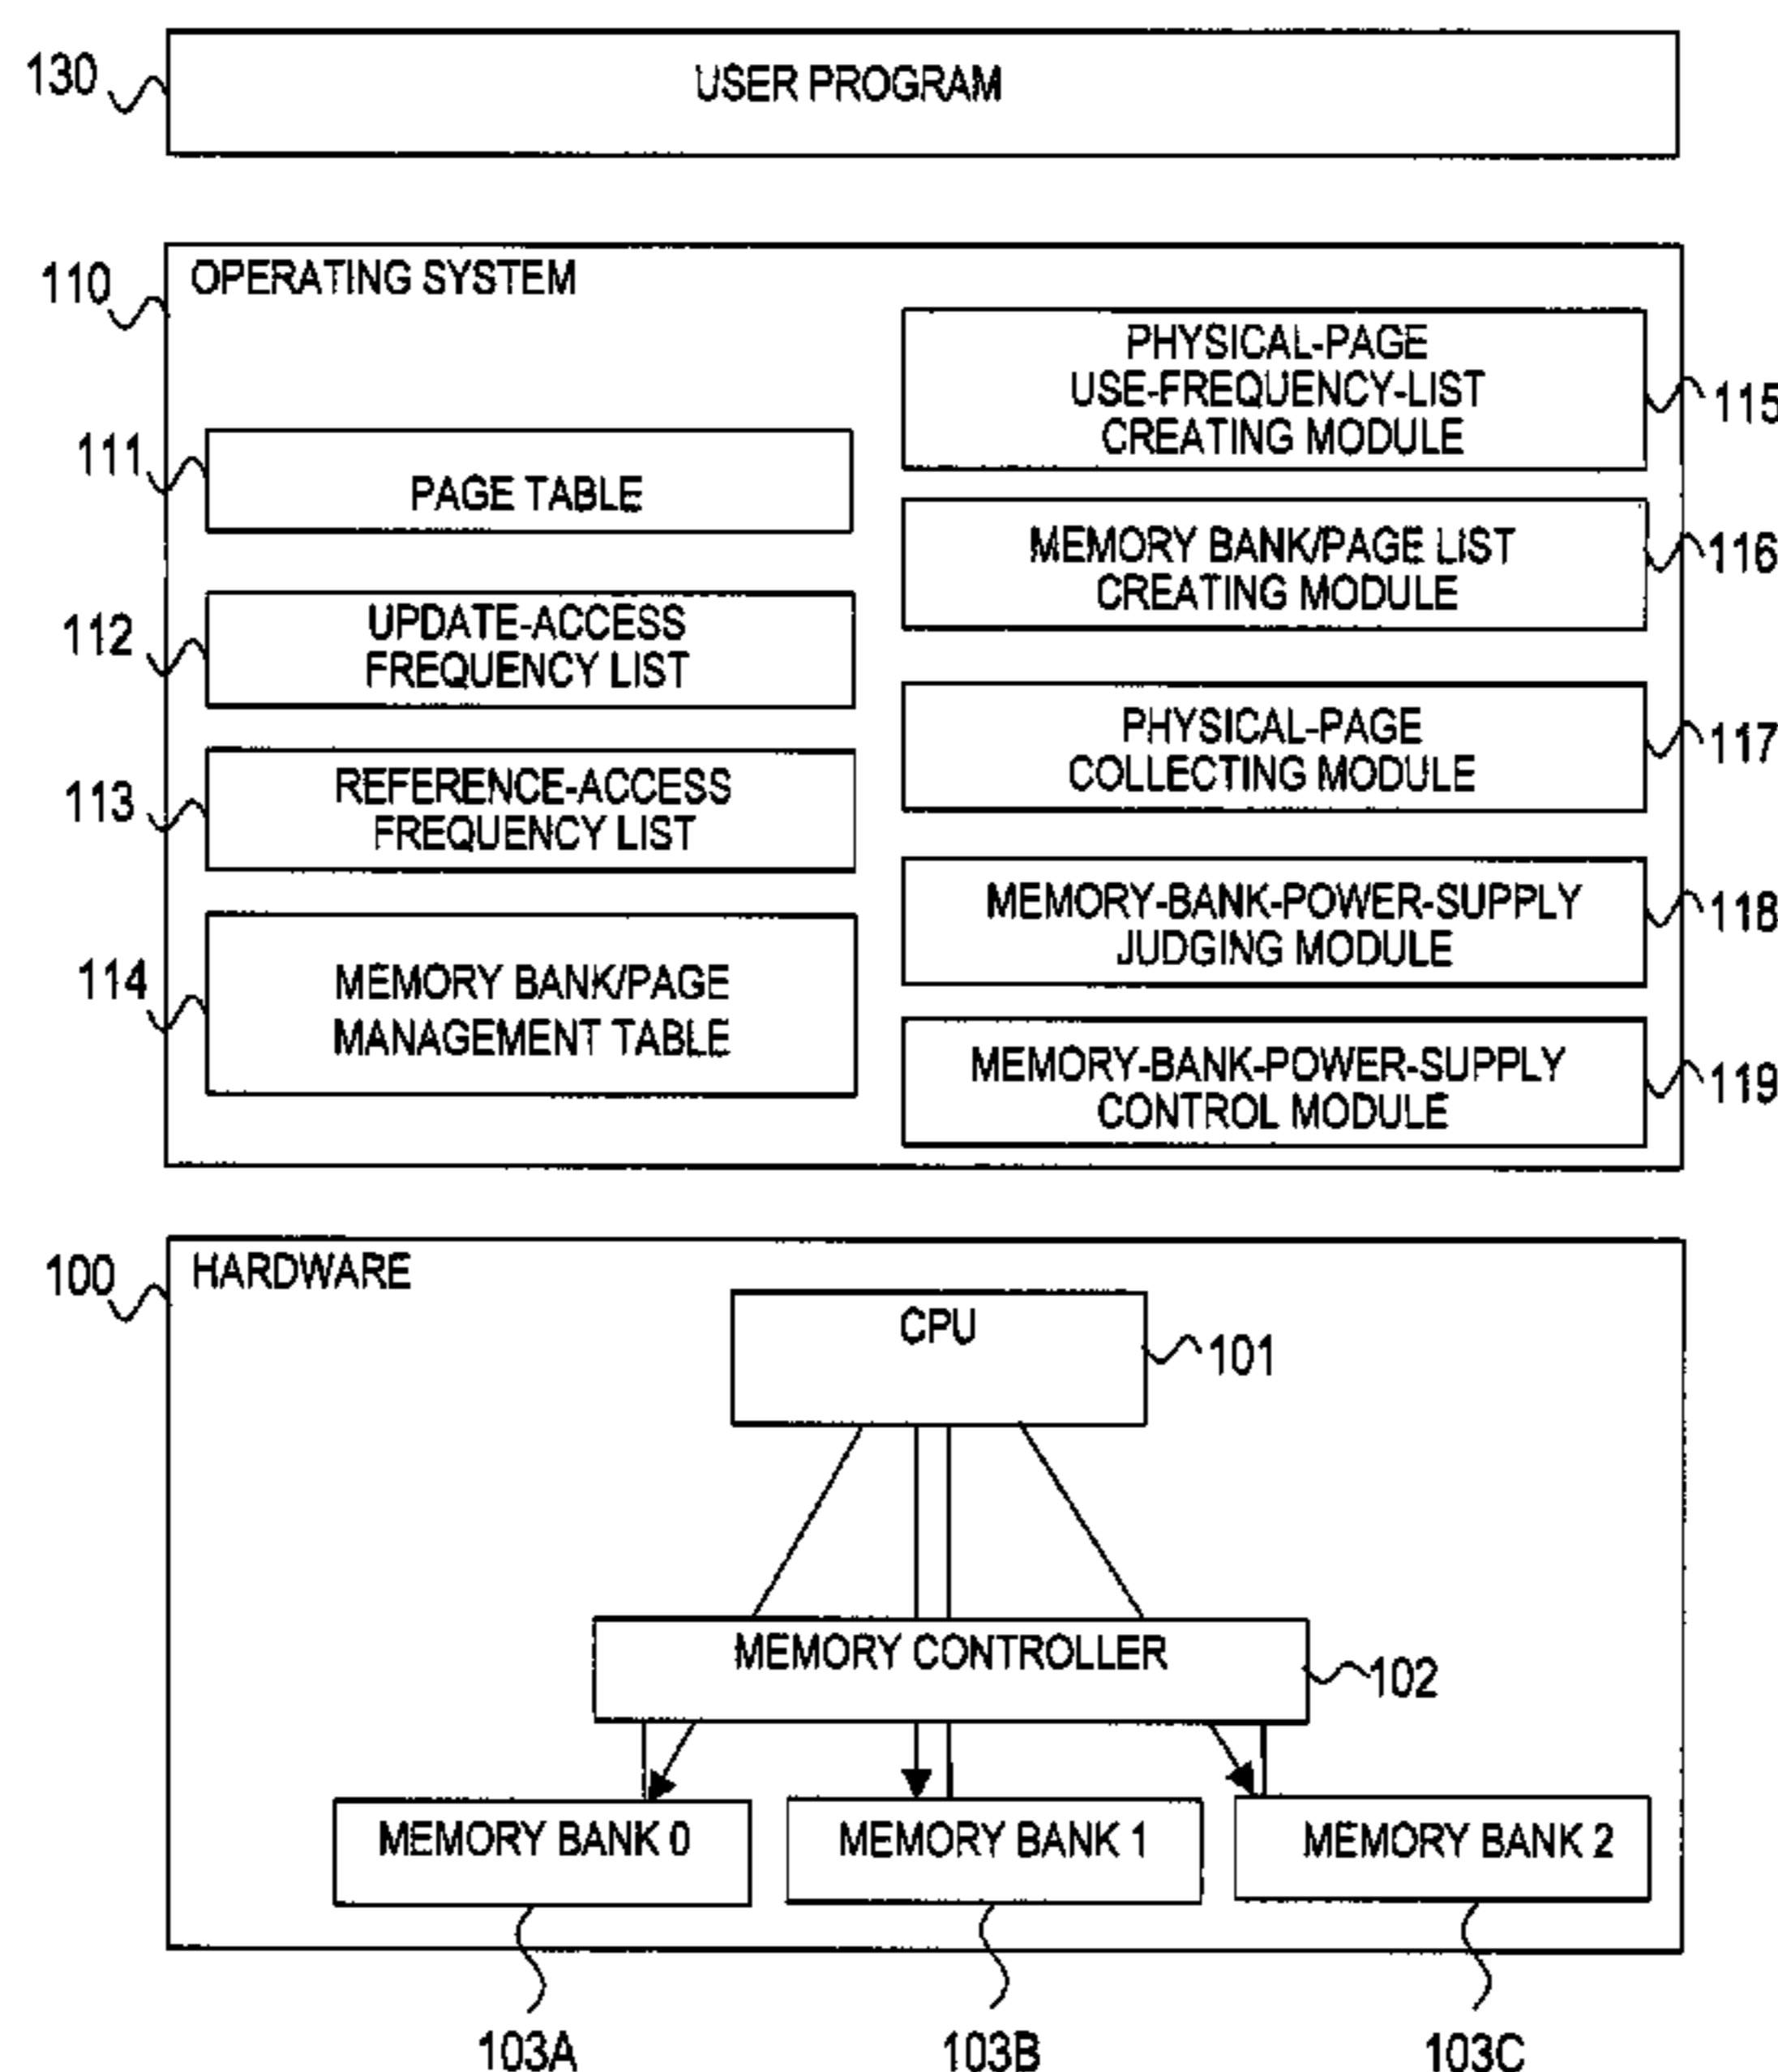 130
USER PROGRAM
110
OPERATING SYSTEM
111
PAGE TABLE
112
UPDATE-ACCESS
FREQUENCY LIST
113
REFERENCE-ACCESS
FREQUENCY LIST
114
MEMORY BANK/PAGE
MANAGEMENT TABLE
PHYSICAL-PAGE
USE-FREQUENCY-LIST
CREATING MODULE
115
MEMORY BANK/PAGE LIST
CREATING MODULE
116
PHYSICAL-PAGE
COLLECTING MODULE
117
MEMORY-BANK-POWER-SUPPLY
JUDGING MODULE
118
MEMORY-BANK-POWER-SUPPLY
CONTROL MODULE
119
100
HARDWARE
CPU
101
MEMORY CONTROLLER
102
MEMORY BANK 0
MEMORY BANK 1
MEMORY BANK 2
103A
103B
103C